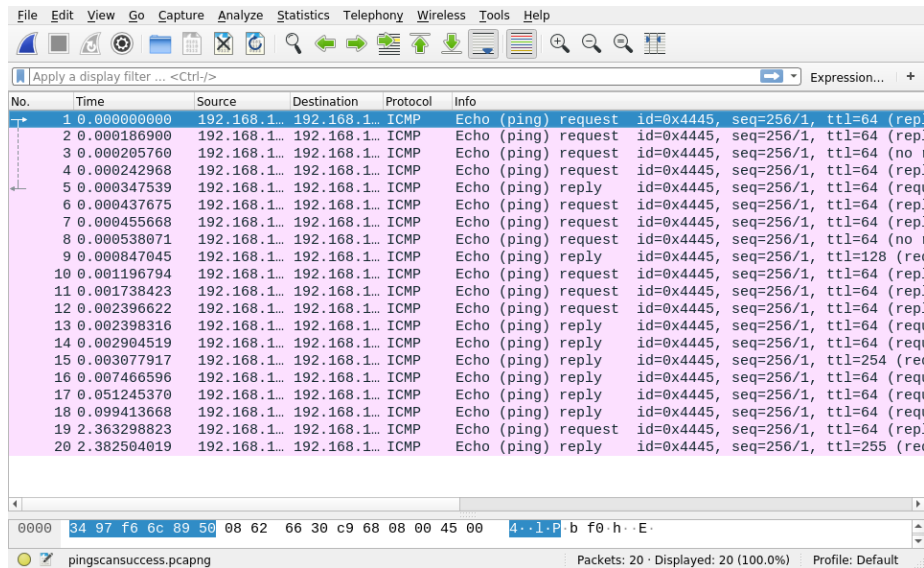 File Edit View Go Capture Analyze Statistics Telephony Wireless Tools Help
Apply a display filter ... <Ctrl-/> Expression... +
No. Time Source Destination Protocol Info
1 0.000000000 192.168.1… 192.168.1… ICMP Echo (ping) request id=0x4445, seq=256/1, ttl=64 (repl
2 0.000186900 192.168.1… 192.168.1… ICMP Echo (ping) request id=0x4445, seq=256/1, ttl=64 (repl
3 0.000205760 192.168.1… 192.168.1… ICMP Echo (ping) request id=0x4445, seq=256/1, ttl=64 (no r
4 0.000242968 192.168.1… 192.168.1… ICMP Echo (ping) request id=0x4445, seq=256/1, ttl=64 (repl
5 0.000347539 192.168.1… 192.168.1… ICMP Echo (ping) reply id=0x4445, seq=256/1, ttl=64 (requ
6 0.000437675 192.168.1… 192.168.1… ICMP Echo (ping) request id=0x4445, seq=256/1, ttl=64 (repl
7 0.000455668 192.168.1… 192.168.1… ICMP Echo (ping) request id=0x4445, seq=256/1, ttl=64 (repl
8 0.000538071 192.168.1… 192.168.1… ICMP Echo (ping) request id=0x4445, seq=256/1, ttl=64 (no r
9 0.000847045 192.168.1… 192.168.1… ICMP Echo (ping) reply id=0x4445, seq=256/1, ttl=128 (req
10 0.001196794 192.168.1… 192.168.1… ICMP Echo (ping) request id=0x4445, seq=256/1, ttl=64 (repl
11 0.001738423 192.168.1… 192.168.1… ICMP Echo (ping) request id=0x4445, seq=256/1, ttl=64 (repl
12 0.002396622 192.168.1… 192.168.1… ICMP Echo (ping) request id=0x4445, seq=256/1, ttl=64 (repl
13 0.002398316 192.168.1… 192.168.1… ICMP Echo (ping) reply id=0x4445, seq=256/1, ttl=64 (requ
14 0.002904519 192.168.1… 192.168.1… ICMP Echo (ping) reply id=0x4445, seq=256/1, ttl=64 (requ
15 0.003077917 192.168.1… 192.168.1… ICMP Echo (ping) reply id=0x4445, seq=256/1, ttl=254 (req
16 0.007466596 192.168.1… 192.168.1… ICMP Echo (ping) reply id=0x4445, seq=256/1, ttl=64 (requ
17 0.051245370 192.168.1… 192.168.1… ICMP Echo (ping) reply id=0x4445, seq=256/1, ttl=64 (requ
18 0.099413668 192.168.1… 192.168.1… ICMP Echo (ping) reply id=0x4445, seq=256/1, ttl=64 (requ
19 2.363298823 192.168.1… 192.168.1… ICMP Echo (ping) request id=0x4445, seq=256/1, ttl=64 (repl
20 2.382504019 192.168.1… 192.168.1… ICMP Echo (ping) reply id=0x4445, seq=256/1, ttl=255 (req
0000 34 97 f6 6c 89 50 08 62 66 30 c9 68 08 00 45 00 4··l·P·b f0·h··E·
pingscansuccess.pcapng Packets: 20 · Displayed: 20 (100.0%) Profile: Default